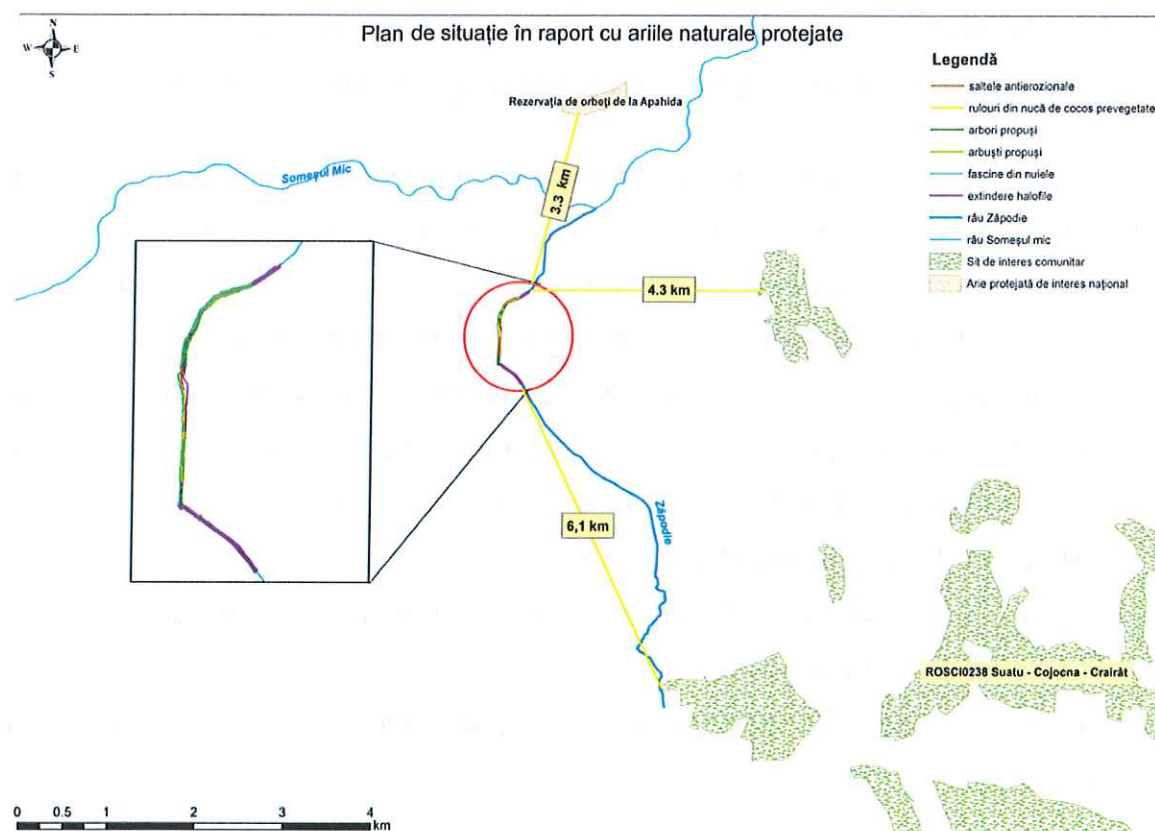 Plan de situație în raport cu ariile naturale protejate
N
W E
S
Legendă
saltele antierozionale
rulouri din nucă de cocos prevegetate
arbori propuși
arbuști propuși
fascine din nuiele
extindere halofile
râu Zăpodie
râu Someșul mic
Sit de interes comunitar
Arie protejată de interes național
Rezervația de orbeți de la Apahida
Someșul Mic
3.3 km
4.3 km
6,1 km
Zăpodie
ROSCI0238 Suatu - Cojocna - Crairât
0 0.5 1 2 3 4
km